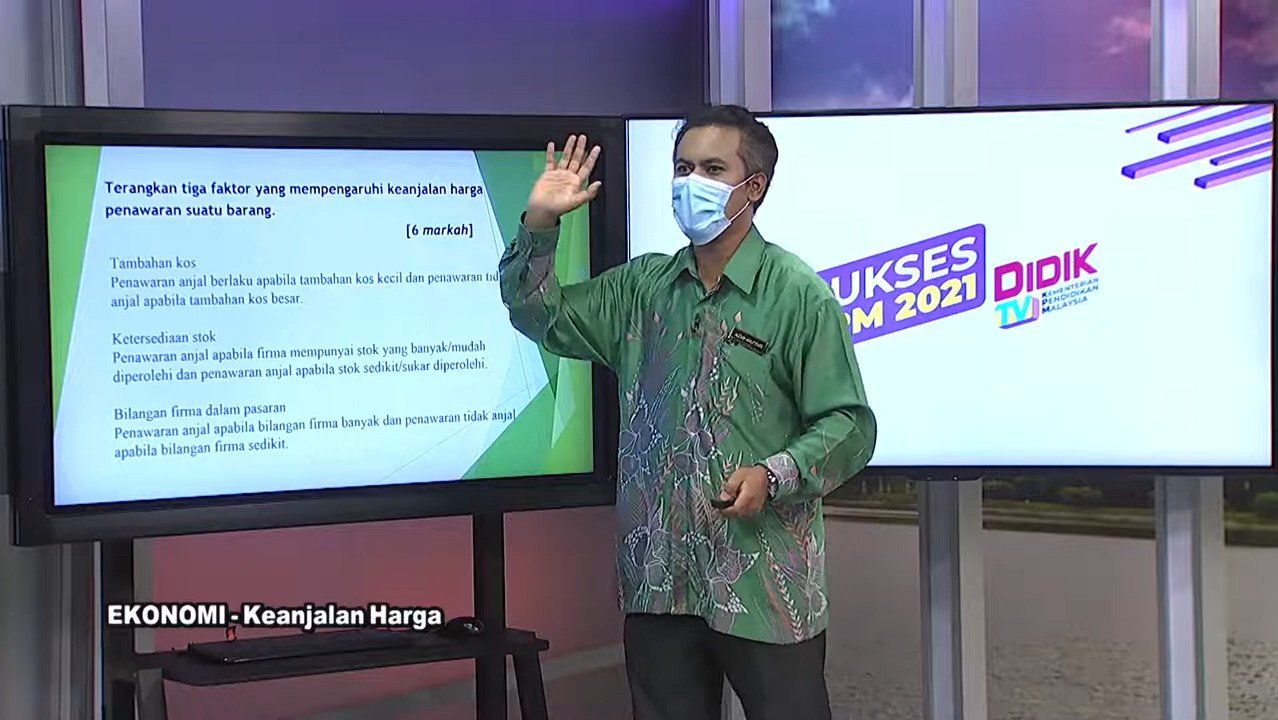 Terangkan tiga faktor yang mempengaruhi keanjalan harga
penawaran suatu barang.
[6 markah]
Tambahan kos
Penawaran anjal berlaku apabila tambahan kos kecil dan penawaran
anjal apabila tambahan kos besar.
Ketersediaan stok
Penawaran anjal apabila firma mempunyai stok yang banyak/mudah
diperolehi dan penawaran anjal apabila stok sedikit/sukar diperolehi.
Bilangan firma dalam pasaran
Penawaran anjal apabila bilangan firma banyak dan penawaran tidak anjal
apabila bilangan firma sedikit.
UKSES
PM 2021
DIDIK
TV
KEMENTERIAN
PENDIDIKAN
MALAYSIA
EKONOMI - Keanjalan Harga